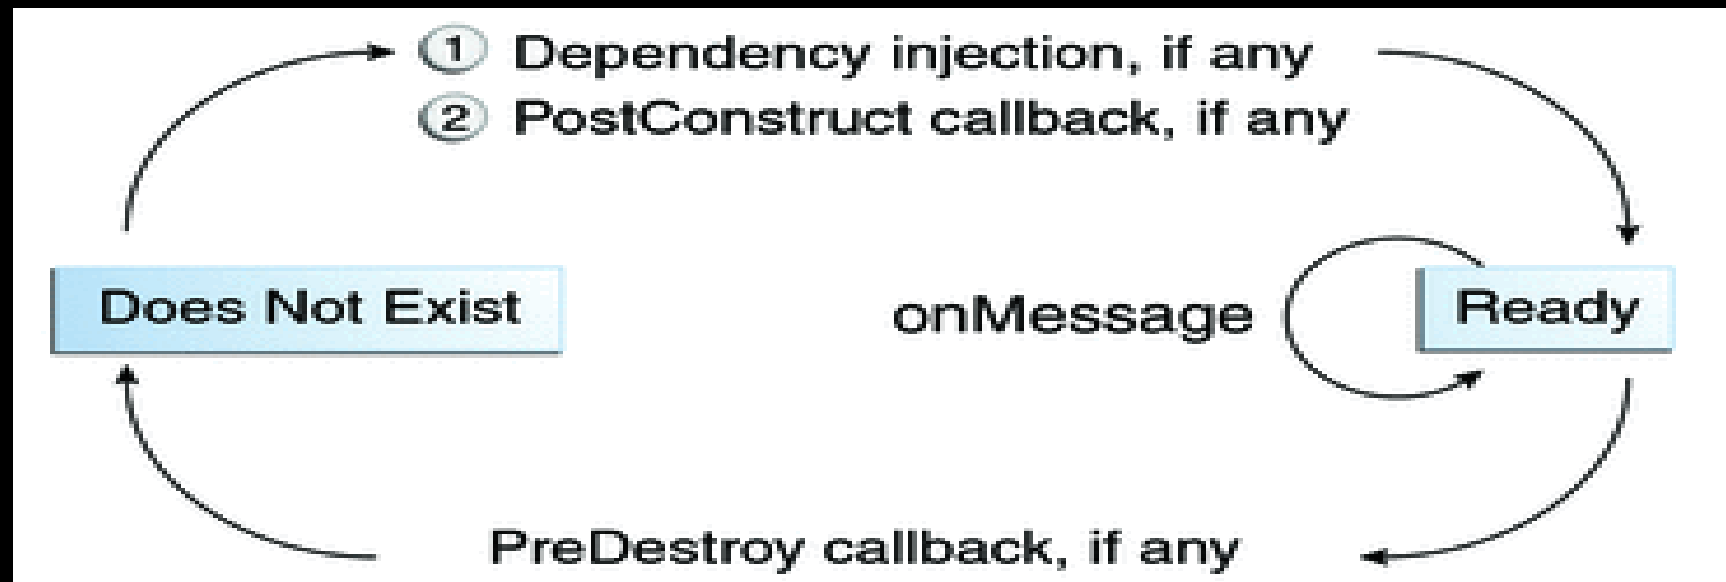 1 Dependency injection, if any
2 PostConstruct callback, if any
Does Not Exist
onMessage
Ready
PreDestroy callback, if any